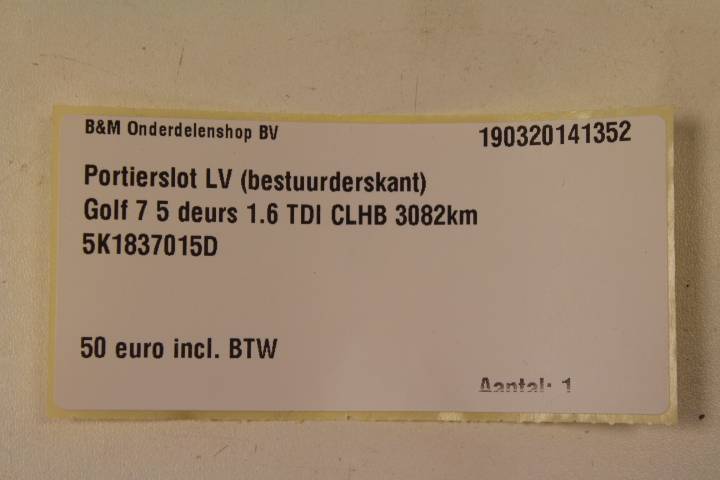 B&M Onderdelenshop BV
190320141352
Portierslot LV (bestuurderskant)
Golf 7 5 deurs 1.6 TDI CLHB 3082km
5K1837015D
50 euro incl. BTW
Aantal: 1